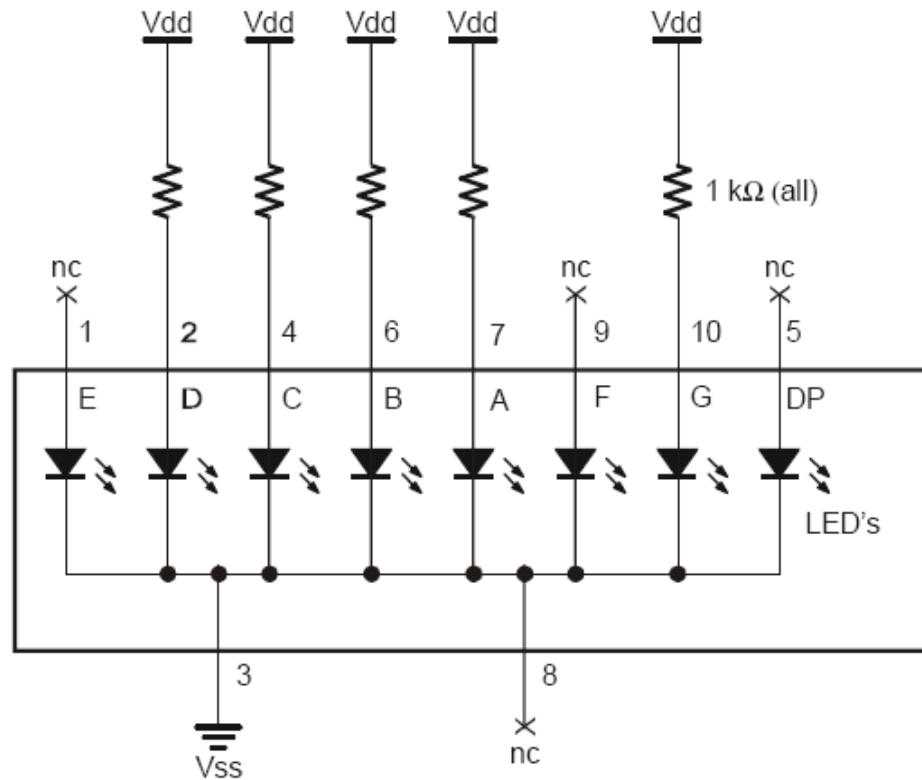 Vdd Vdd Vdd Vdd Vdd
1 kΩ (all)
nc nc nc
1 2 4 6 7 9 10 5
E D C B A F G DP
LED's
3 8
Vss nc